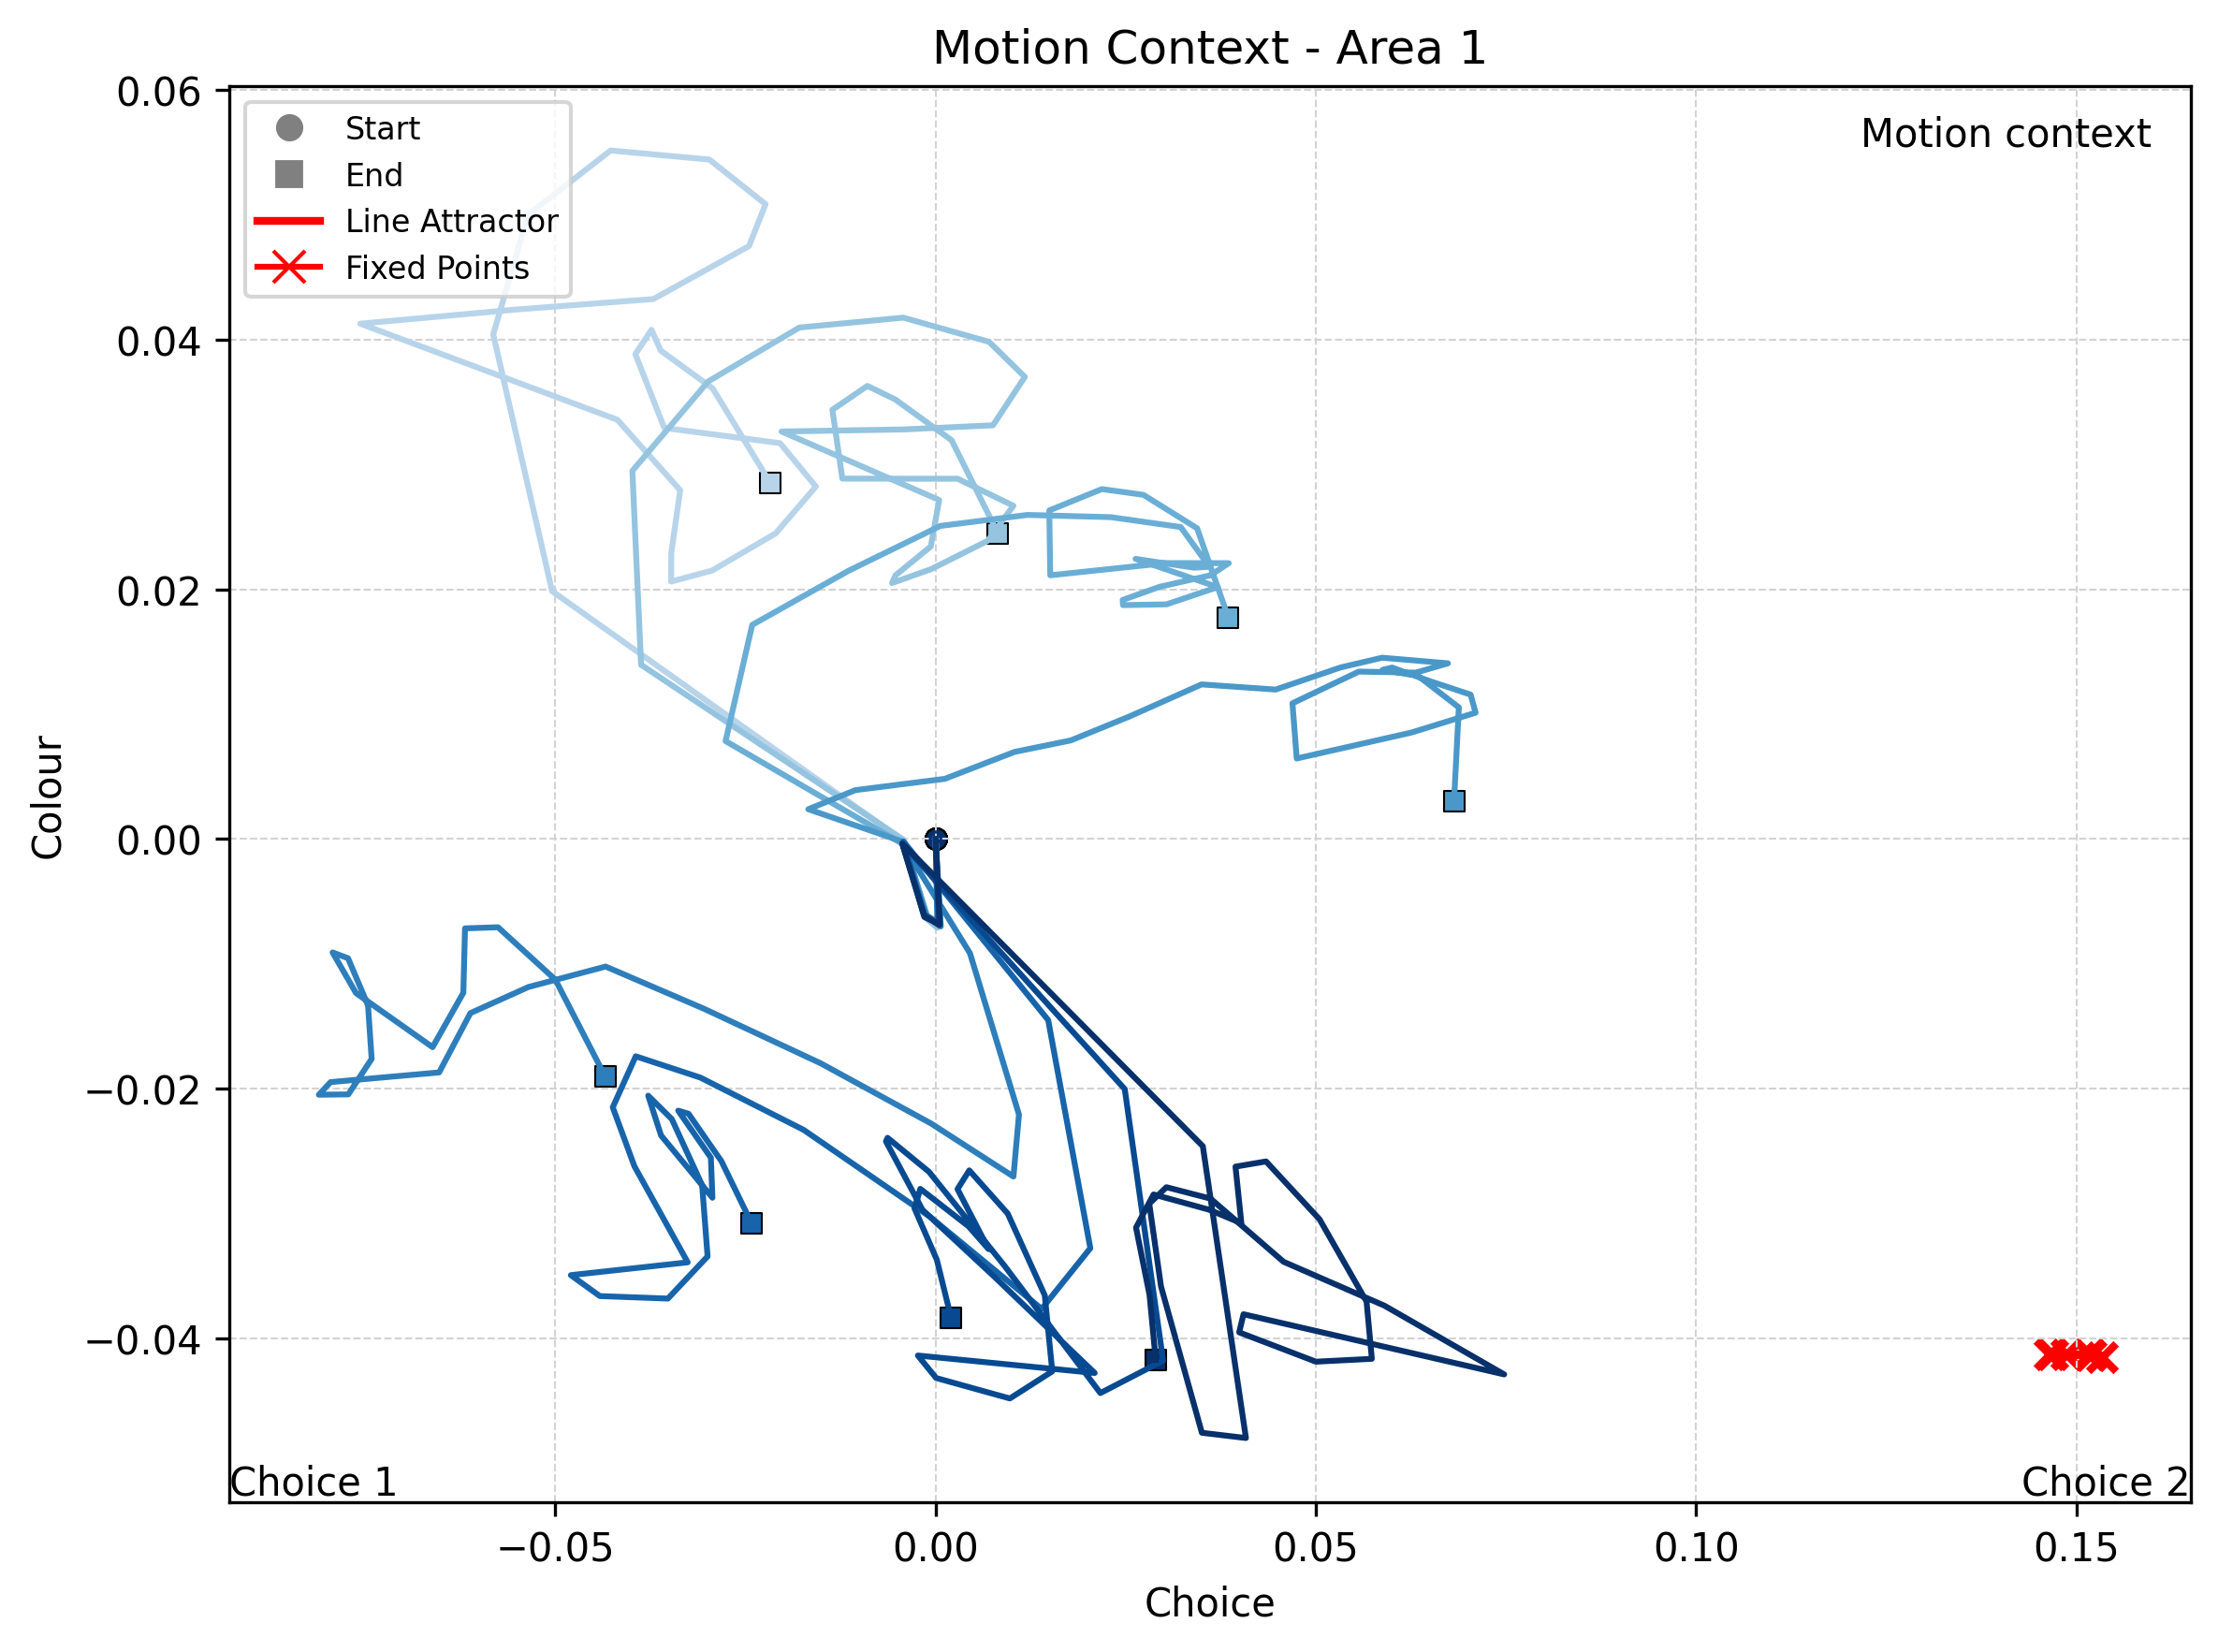 Motion Context - Area 1
0.06
0.04
0.02
0.00
−0.02
−0.04
Colour
Start
End
Line Attractor
Fixed Points
Motion context
Choice 1
Choice 2
−0.05
0.00
0.05
0.10
0.15
Choice